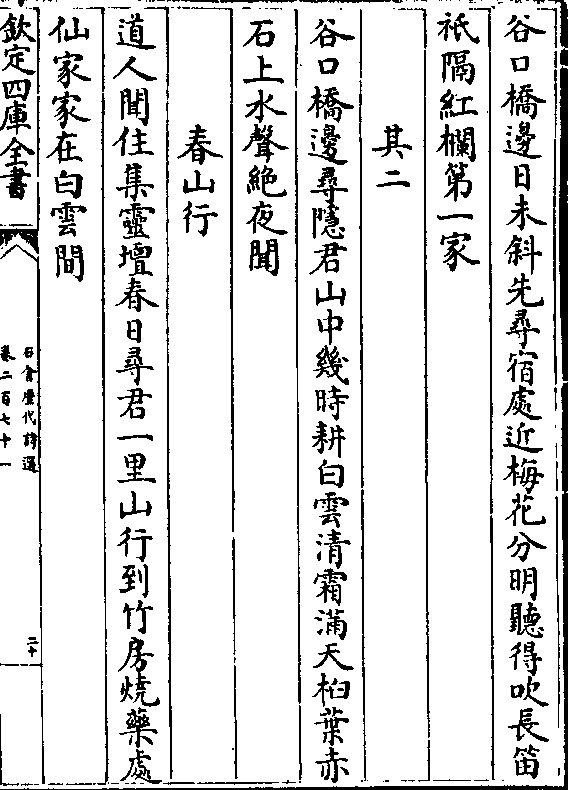 谷口橋邊日未斜先尋宿處近梅花分明聽得吹長笛
祇隔紅欄第一家
其二
谷口橋邊尋隱君山中幾時耕白雲清霜滿天桕葉赤
石上水聲絶夜聞
春山行
道人聞住集靈壇春日尋君一里山行到竹房燒藥處
仙家家在白雲間
欽定四庫全書
石倉歷代詩選
卷二百七十一
二十